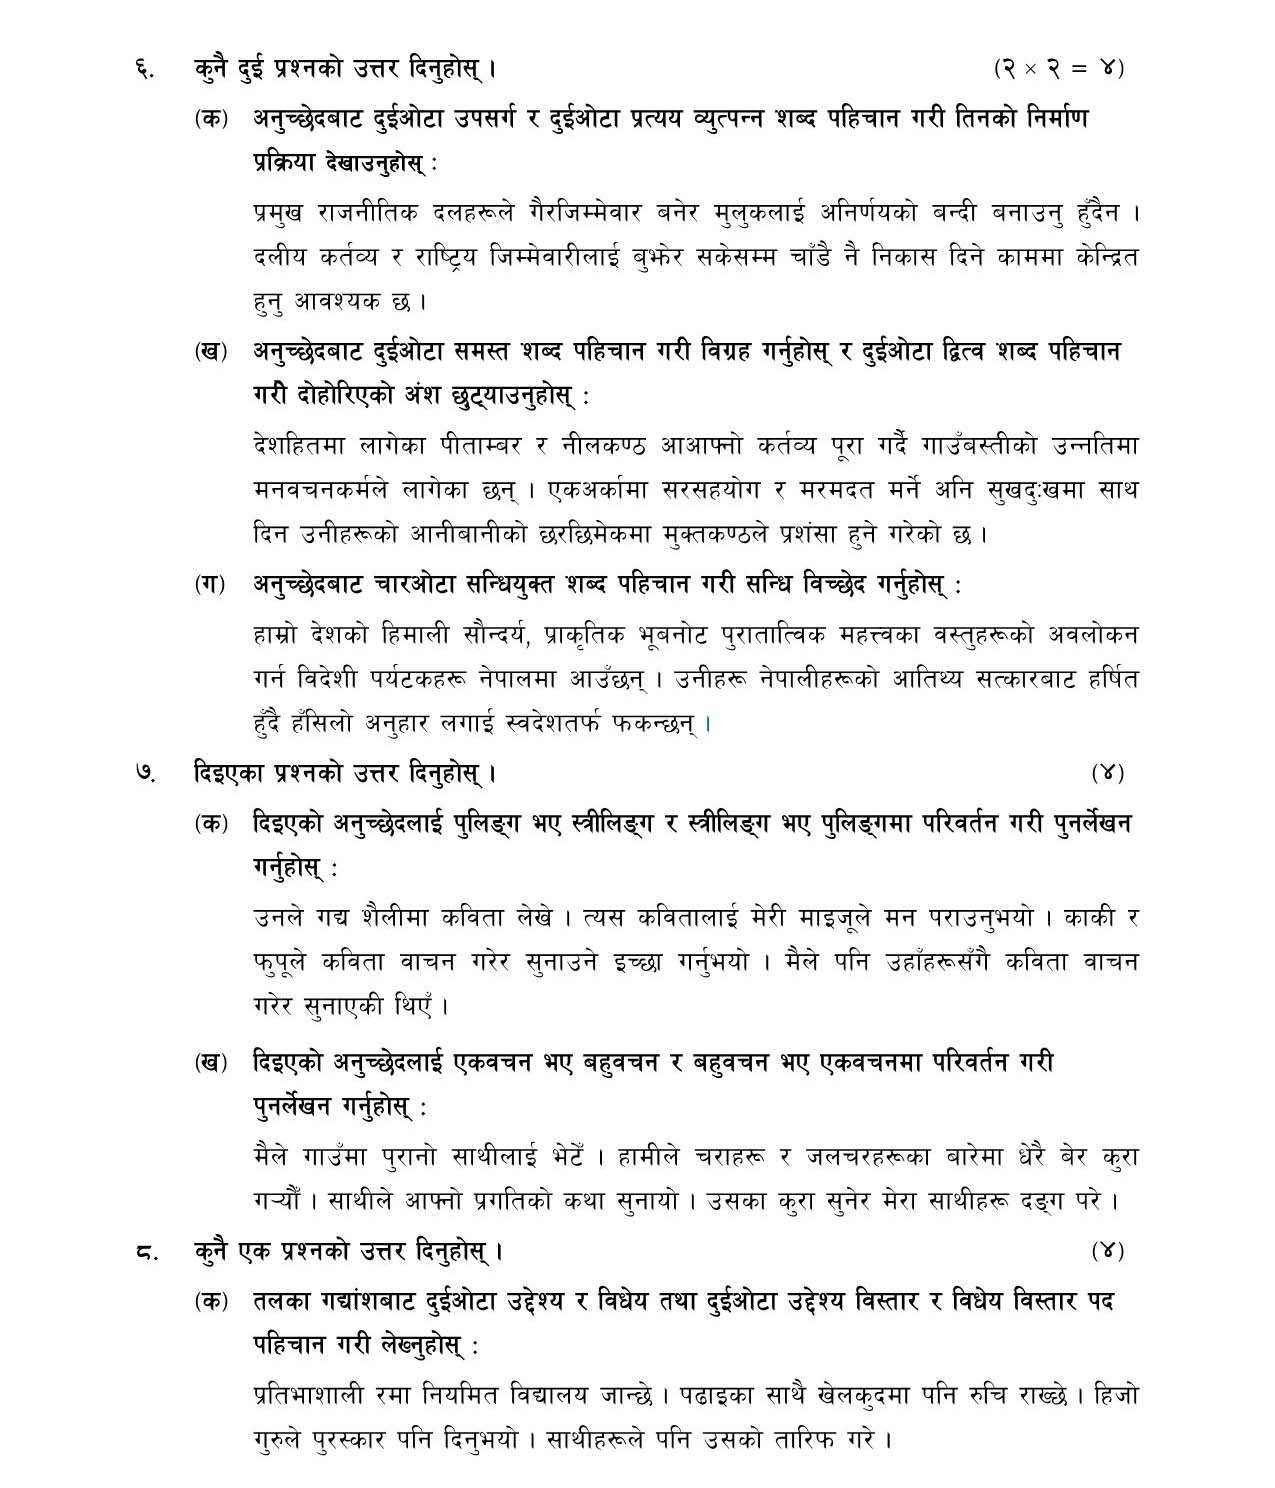 ६. कुनै दुई प्रश्नको उत्तर दिनुहोस् । (२ × २ = ४)
(क) अनुच्छेदबाट दुईओटा उपसर्ग र दुईओटा प्रत्यय व्युत्पन्न शब्द पहिचान गरी तिनको निर्माण
प्रक्रिया देखाउनुहोस् :
प्रमुख राजनीतिक दलहरूले गैरजिम्मेवार बनेर मुलुकलाई अनिर्णयको बन्दी बनाउनु हुँदैन ।
दलीय कर्तव्य र राष्ट्रिय जिम्मेवारीलाई बुझेर सकेसम्म चाँडै नै निकास दिने काममा केन्द्रित
हुनु आवश्यक छ ।
(ख) अनुच्छेदबाट दुईओटा समस्त शब्द पहिचान गरी विग्रह गर्नुहोस् र दुईओटा द्वित्व शब्द पहिचान
गरी दोहोरिएको अंश छुट्याउनुहोस् :
देशहितमा लागेका पीताम्बर र नीलकण्ठ आआफ्नो कर्तव्य पूरा गर्दै गाउँबस्तीको उन्नतिमा
मनवचनकर्मले लागेका छन् । एकअर्कामा सरसहयोग र मरमदत मर्ने अनि सुखदुःखमा साथ
दिन उनीहरूको आनीबानीको छरछिमेकमा मुक्तकण्ठले प्रशंसा हुने गरेको छ ।
(ग) अनुच्छेदबाट चारओटा सन्धियुक्त शब्द पहिचान गरी सन्धि विच्छेद गर्नुहोस् :
हाम्रो देशको हिमाली सौन्दर्य, प्राकृतिक भूबनोट पुरातात्विक महत्त्वका वस्तुहरूको अवलोकन
गर्न विदेशी पर्यटकहरू नेपालमा आउँछन् । उनीहरू नेपालीहरूको आतिथ्य सत्कारबाट हर्षित
हुँदै हँसिलो अनुहार लगाई स्वदेशतर्फ फकन्छन् ।
७. दिइएका प्रश्नको उत्तर दिनुहोस् । (४)
(क) दिइएको अनुच्छेदलाई पुलिङ्ग भए स्त्रीलिङ्ग र स्त्रीलिङ्ग भए पुलिङ्गमा परिवर्तन गरी पुनर्लेखन
गर्नुहोस् :
उनले गद्य शैलीमा कविता लेखे । त्यस कवितालाई मेरी माइजूले मन पराउनुभयो । काकी र
फुपूले कविता वाचन गरेर सुनाउने इच्छा गर्नुभयो । मैले पनि उहाँहरूसँगै कविता वाचन
गरेर सुनाएकी थिएँ ।
(ख) दिइएको अनुच्छेदलाई एकवचन भए बहुवचन र बहुवचन भए एकवचनमा परिवर्तन गरी
पुनर्लेखन गर्नुहोस् :
मैले गाउँमा पुरानो साथीलाई भेटेँ । हामीले चराहरू र जलचरहरूका बारेमा धेरै बेर कुरा
गर्‍यौँ । साथीले आफ्नो प्रगतिको कथा सुनायो । उसका कुरा सुनेर मेरा साथीहरू दङ्ग परे ।
८. कुनै एक प्रश्नको उत्तर दिनुहोस् । (४)
(क) तलका गद्यांशबाट दुईओटा उद्देश्य र विधेय तथा दुईओटा उद्देश्य विस्तार र विधेय विस्तार पद
पहिचान गरी लेख्नुहोस् :
प्रतिभाशाली रमा नियमित विद्यालय जान्छे । पढाइका साथै खेलकुदमा पनि रुचि राख्छे । हिजो
गुरुले पुरस्कार पनि दिनुभयो । साथीहरूले पनि उसको तारिफ गरे ।